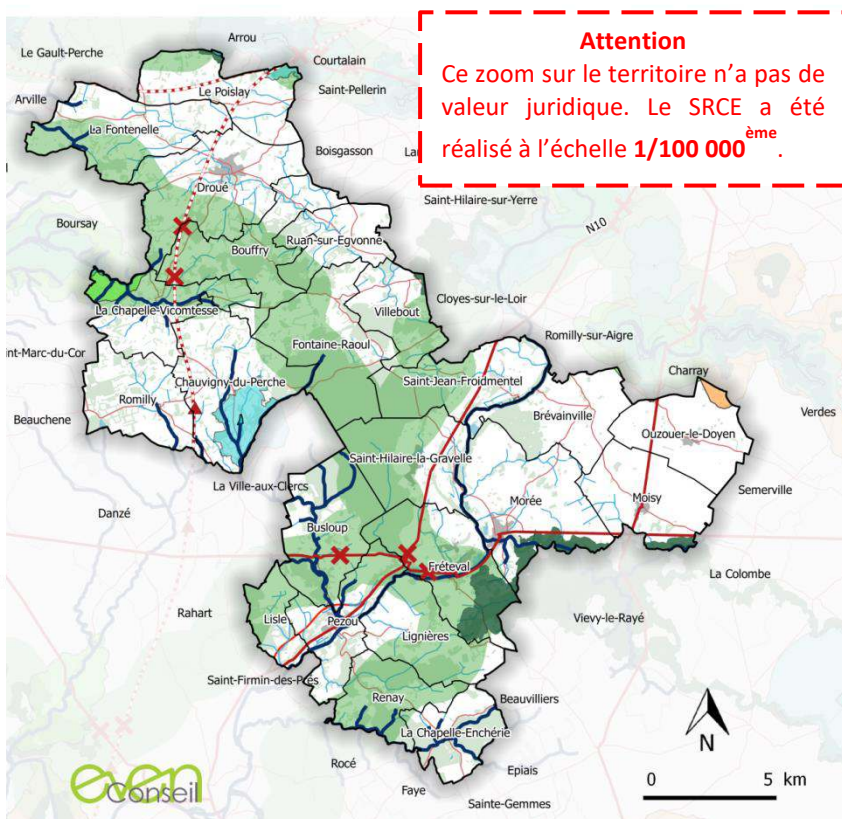 Attention
Ce zoom sur le territoire n’a pas de
valeur juridique. Le SRCE a été
réalisé à l’échelle 1/100 000ème.
Arrou
Le Gault-Perche
Courtalain
Le Poislay
Saint-Pellerin
Arville
La Fontenelle
Boisgasson
Droué
Saint-Hilaire-sur-Yerre
Boursay
N10
Ruan-sur-Egvonne
Bouffry
Cloyes-sur-le-Loir
La Chapelle-Vicomtesse
Villebout
Romilly-sur-Aigre
Fontaine-Raoul
nt-Marc-du-Cor
Charray
Chauvigny-du-Perche
Saint-Jean-Froidmentel
Romilly
Brévainville
Verdes
Beauchene
Ouzouer-le-Doyen
Saint-Hilaire-la-Gravelle
La Ville-aux-Clercs
Semerville
Morée
Moisy
Danzé
Busloup
Fréteval
La Colombe
Rahart
Vievy-le-Rayé
Lisle
Pezou
Lignières
Saint-Firmin-des-Prés
Renay
Beauvilliers
La Chapelle-Enchérie
N
Rocé
Epiais
0 5 km
even
Conseil
Faye
Sainte-Gemmes